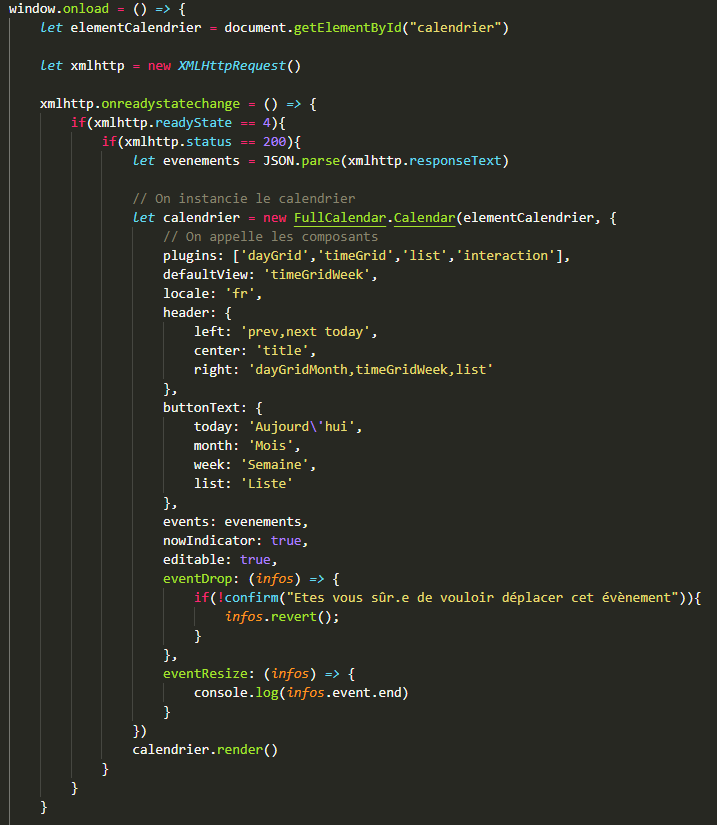 window.onload = () => {
let elementCalendrier = document.getElementById("calendrier")
let xmlhttp = new XMLHttpRequest()
xmlhttp.onreadystatechange = () => {
if(xmlhttp.readyState == 4){
if(xmlhttp.status == 200){
let evenements = JSON.parse(xmlhttp.responseText)
// On instancie le calendrier
let calendrier = new FullCalendar.Calendar(elementCalendrier, {
// On appelle les composants
plugins: ['dayGrid','timeGrid','list','interaction'],
defaultView: 'timeGridWeek',
locale: 'fr',
header: {
left: 'prev,next today',
center: 'title',
right: 'dayGridMonth,timeGridWeek,list'
},
buttonText: {
today: 'Aujourd\'hui',
month: 'Mois',
week: 'Semaine',
list: 'Liste'
},
events: evenements,
nowIndicator: true,
editable: true,
eventDrop: (infos) => {
if(!confirm("Etes vous sûr.e de vouloir déplacer cet évènement")){
infos.revert();
}
},
eventResize: (infos) => {
console.log(infos.event.end)
}
})
calendrier.render()
}
}
}